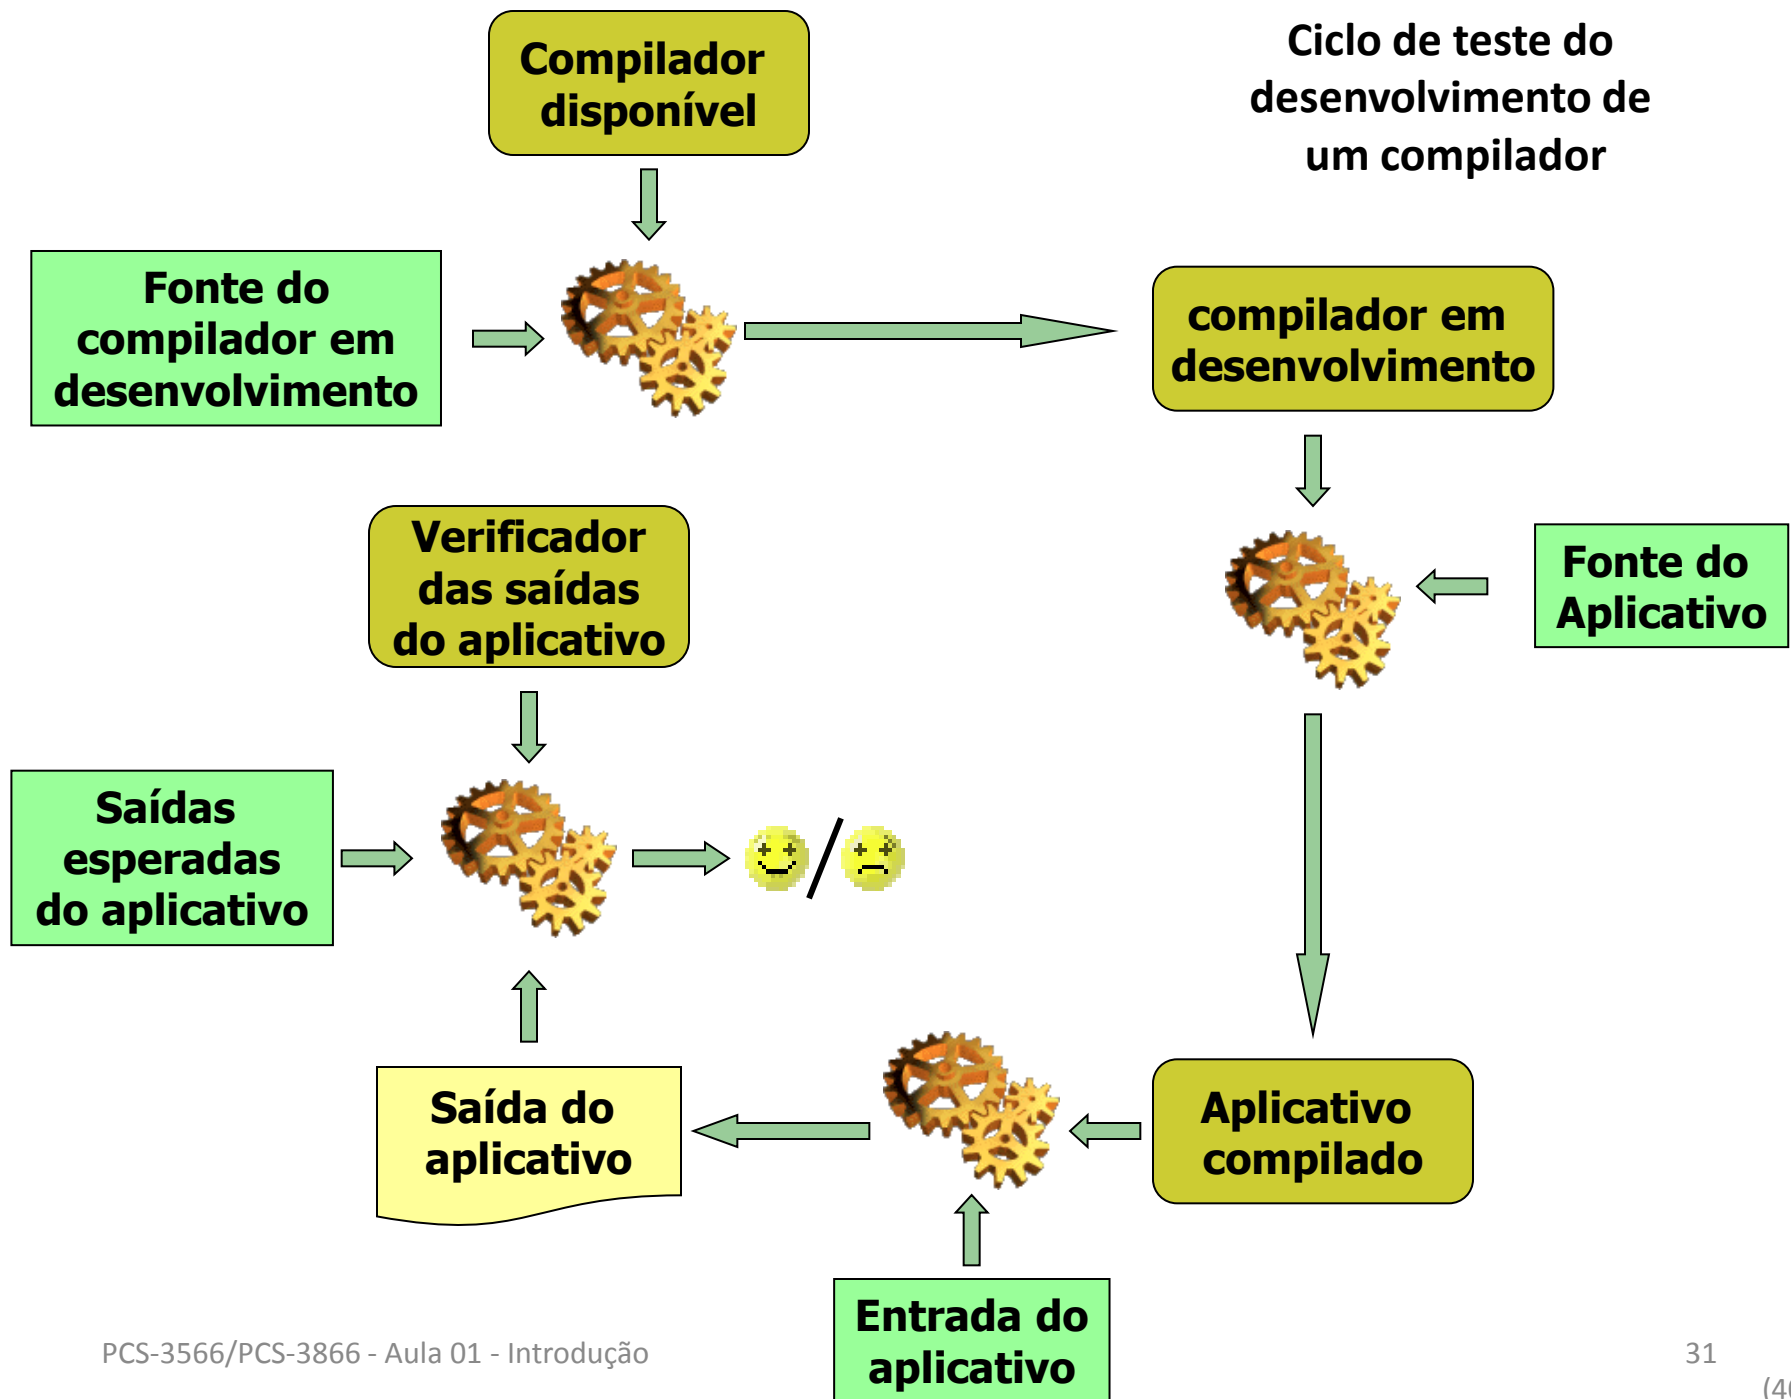 Compilador
disponível
Ciclo de teste do
desenvolvimento de
um compilador
Fonte do
compilador em
desenvolvimento
compilador em
desenvolvimento
Verificador
das saídas
do aplicativo
Fonte do
Aplicativo
Saídas
esperadas
do aplicativo
Saída do
aplicativo
Aplicativo
compilado
Entrada do
aplicativo
PCS-3566/PCS-3866 - Aula 01 - Introdução
31